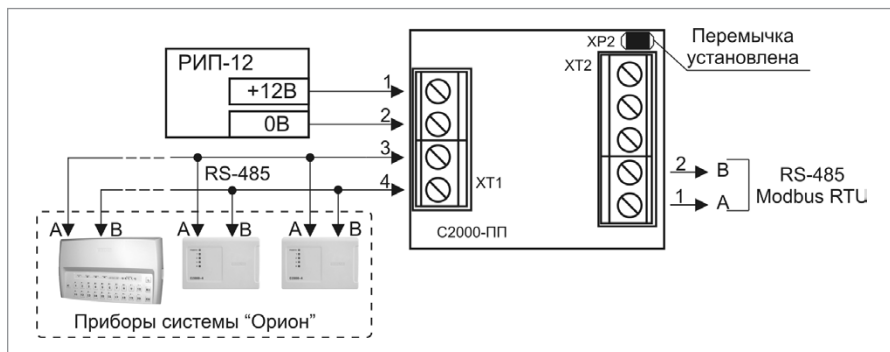 РИП-12
+12В
0В
1
2
3
4
RS-485
XT1
XP2
XT2
Перемычка
установлена
2
В
1
А
RS-485
Modbus RTU
С2000-ПП
А
В
А
В
А
В
Приборы системы “Орион”